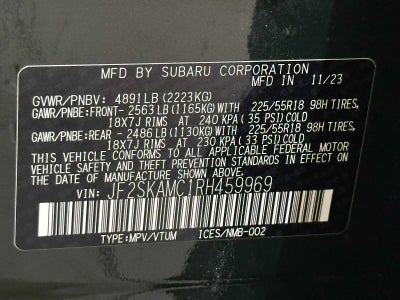 MFD. BY SUBARU CORPORATION
MFD IN 11/23
GVWR/PNBV: 4891LB (2223KG)
GAWR/PNBE:FRONT- 2563LB(1165KG)WITH 225/55R18 98H TIRES,
18X7J RIMS AT 240 KPA (35 PSI)COLD
GAWR/PNBE:REAR - 2486LB(1130KG)WITH 225/55R18 98H TIRES,
18X7J RIMS AT 230 KPA (33 PSI)COLD
THIS VEHICLE CONFORMS TO ALL APPLICABLE FEDERAL MOTOR
VEHICLE SAFETY, BUMPER, AND THEFT PREVENTION STANDARDS
IN EFFECT ON THE DATE OF MANUFACTURE SHOWN ABOVE.
VIN: JF2SKAMC1RH459969
TYPE:MPV/VTUM ICES/NMB-002